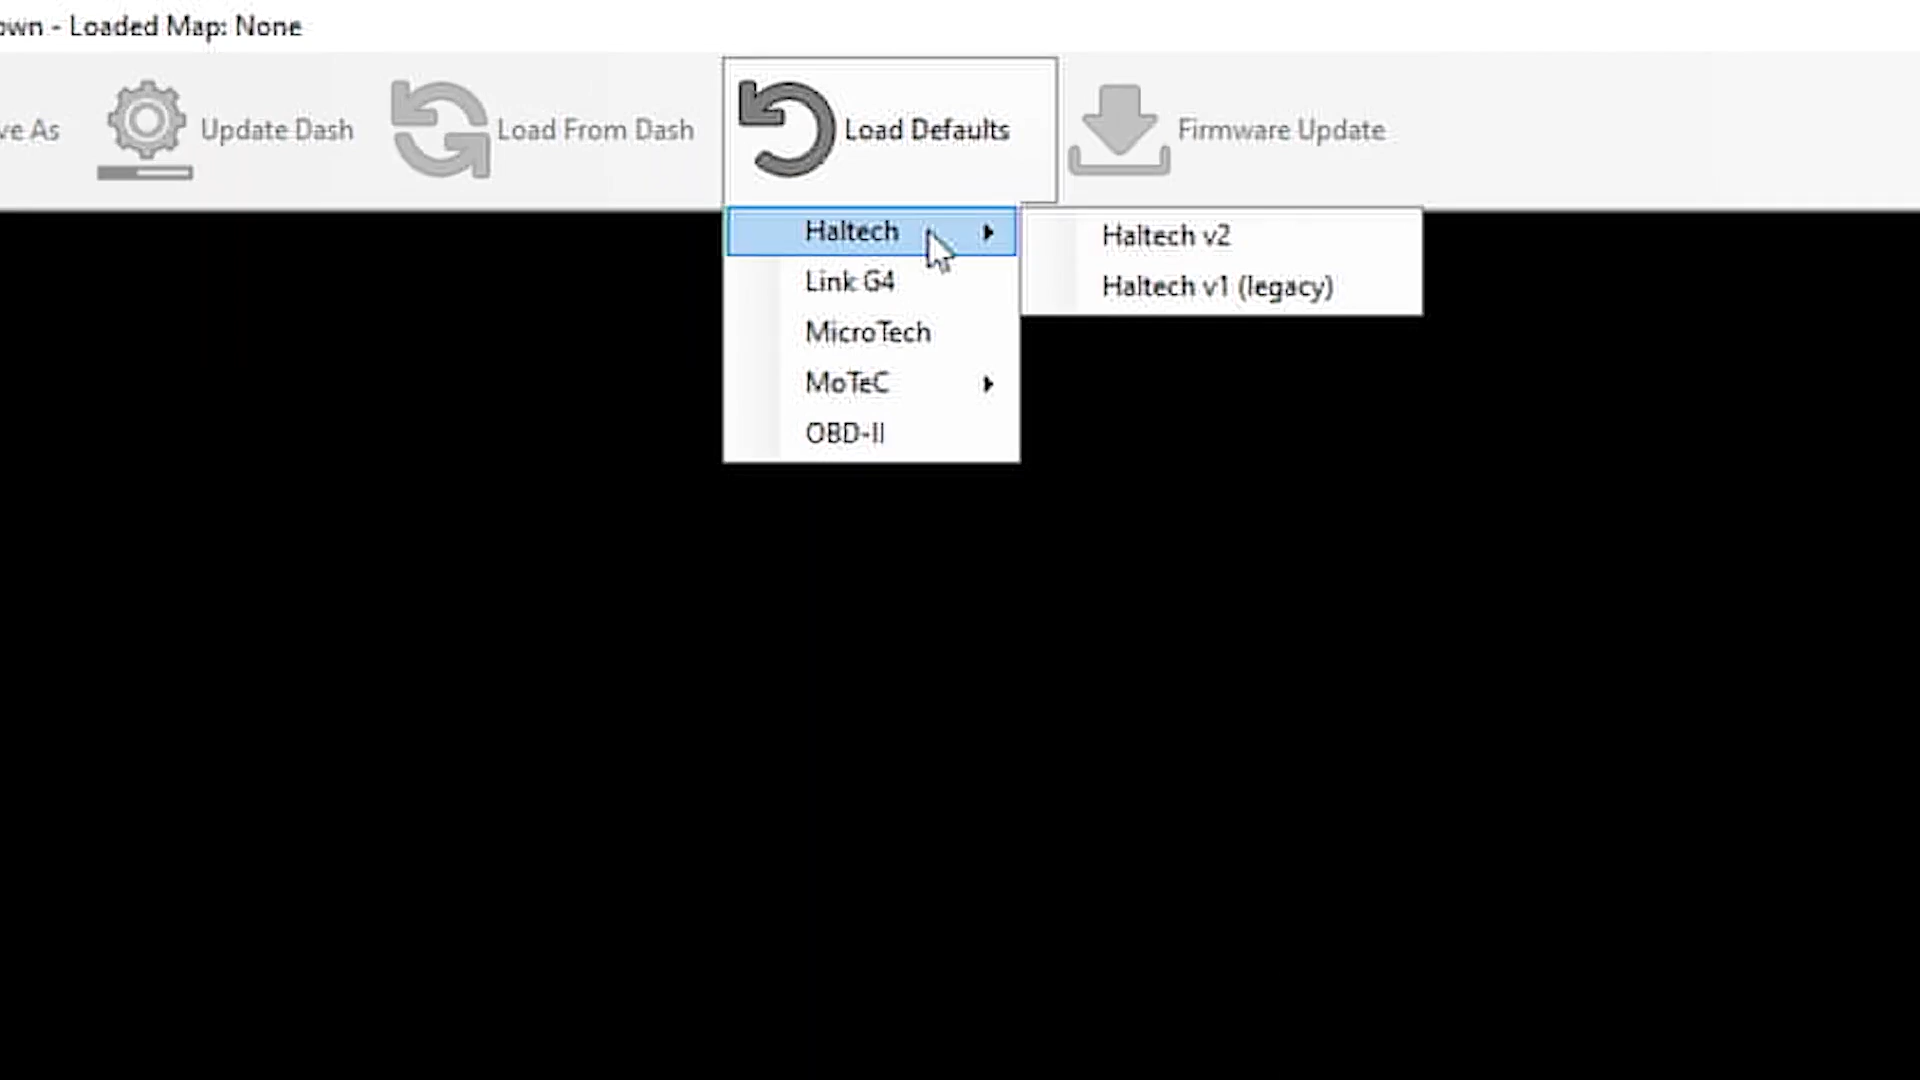 own - Loaded Map: None
ve As Update Dash Load From Dash Load Defaults Firmware Update
Haltech
Link G4
MicroTech
MoTeC
OBD-II
Haltech v2
Haltech v1 (legacy)